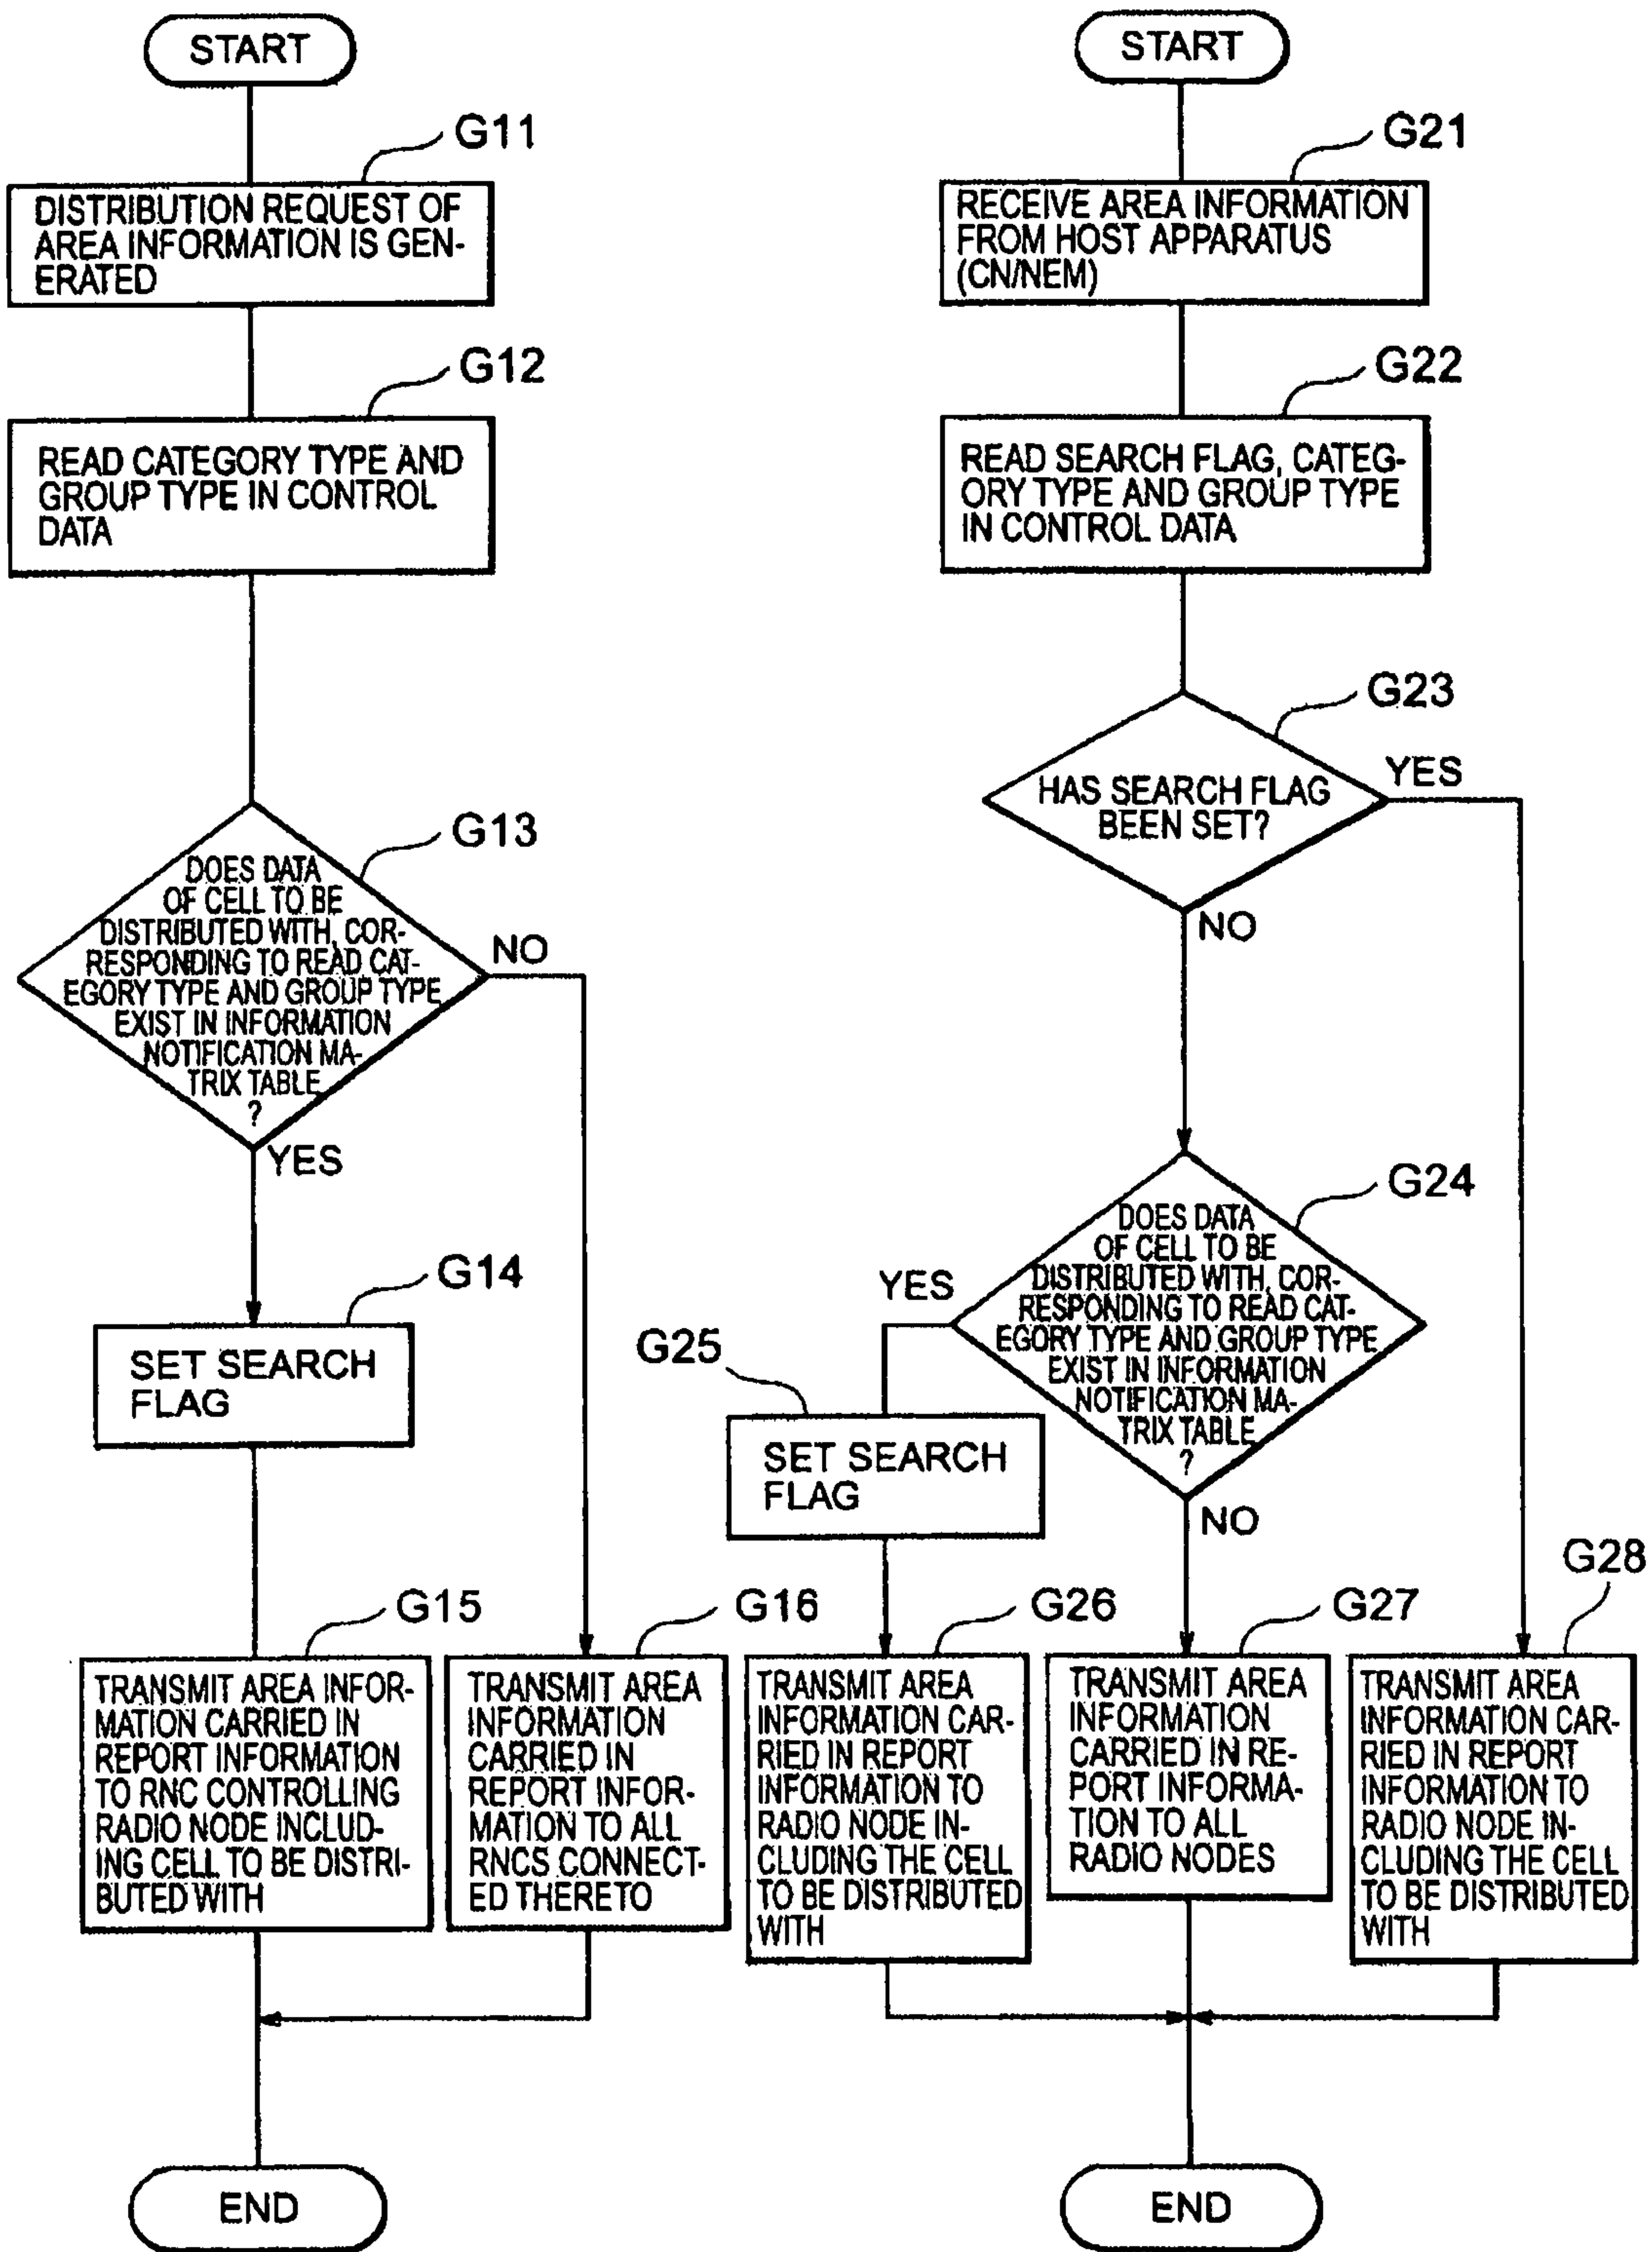 START
G11
DISTRIBUTION REQUEST OF
AREA INFORMATION IS GEN-
ERATED
G12
READ CATEGORY TYPE AND
GROUP TYPE IN CONTROL
DATA
G13
DOES DATA
OF CELL TO BE
DISTRIBUTED WITH, COR-
RESPONDING TO READ CAT-
EGORY TYPE AND GROUP TYPE
EXIST IN INFORMATION
NOTIFICATION MA-
TRIX TABLE
?
NO
YES
G14
SET SEARCH
FLAG
G15
TRANSMIT AREA INFOR-
MATION CARRIED IN
REPORT INFORMATION
TO RNC CONTROLLING
RADIO NODE INCLUD-
ING CELL TO BE DISTRI-
BUTED WITH
G16
TRANSMIT AREA
INFORMATION
CARRIED IN
REPORT INFOR-
MATION TO ALL
RNCS CONNECT-
ED THERETO
END
START
G21
RECEIVE AREA INFORMATION
FROM HOST APPARATUS
(CN/NEM)
G22
READ SEARCH FLAG, CATEG-
ORY TYPE AND GROUP TYPE
IN CONTROL DATA
G23
HAS SEARCH FLAG
BEEN SET?
YES
NO
G24
DOES DATA
OF CELL TO BE
DISTRIBUTED WITH, COR-
RESPONDING TO READ CAT-
EGORY TYPE AND GROUP TYPE
EXIST IN INFORMATION
NOTIFICATION MA-
TRIX TABLE
?
YES
NO
G25
SET SEARCH
FLAG
G26
TRANSMIT AREA
INFORMATION CAR-
RIED IN REPORT
INFORMATION TO
RADIO NODE IN-
CLUDING THE CELL
TO BE DISTRIBUTED
WITH
G27
TRANSMIT AREA
INFORMATION
CARRIED IN RE-
PORT INFORMA-
TION TO ALL
RADIO NODES
G28
TRANSMIT AREA
INFORMATION CAR-
RIED IN REPORT
INFORMATION TO
RADIO NODE IN-
CLUDING THE CELL
TO BE DISTRIBUTED
WITH
END